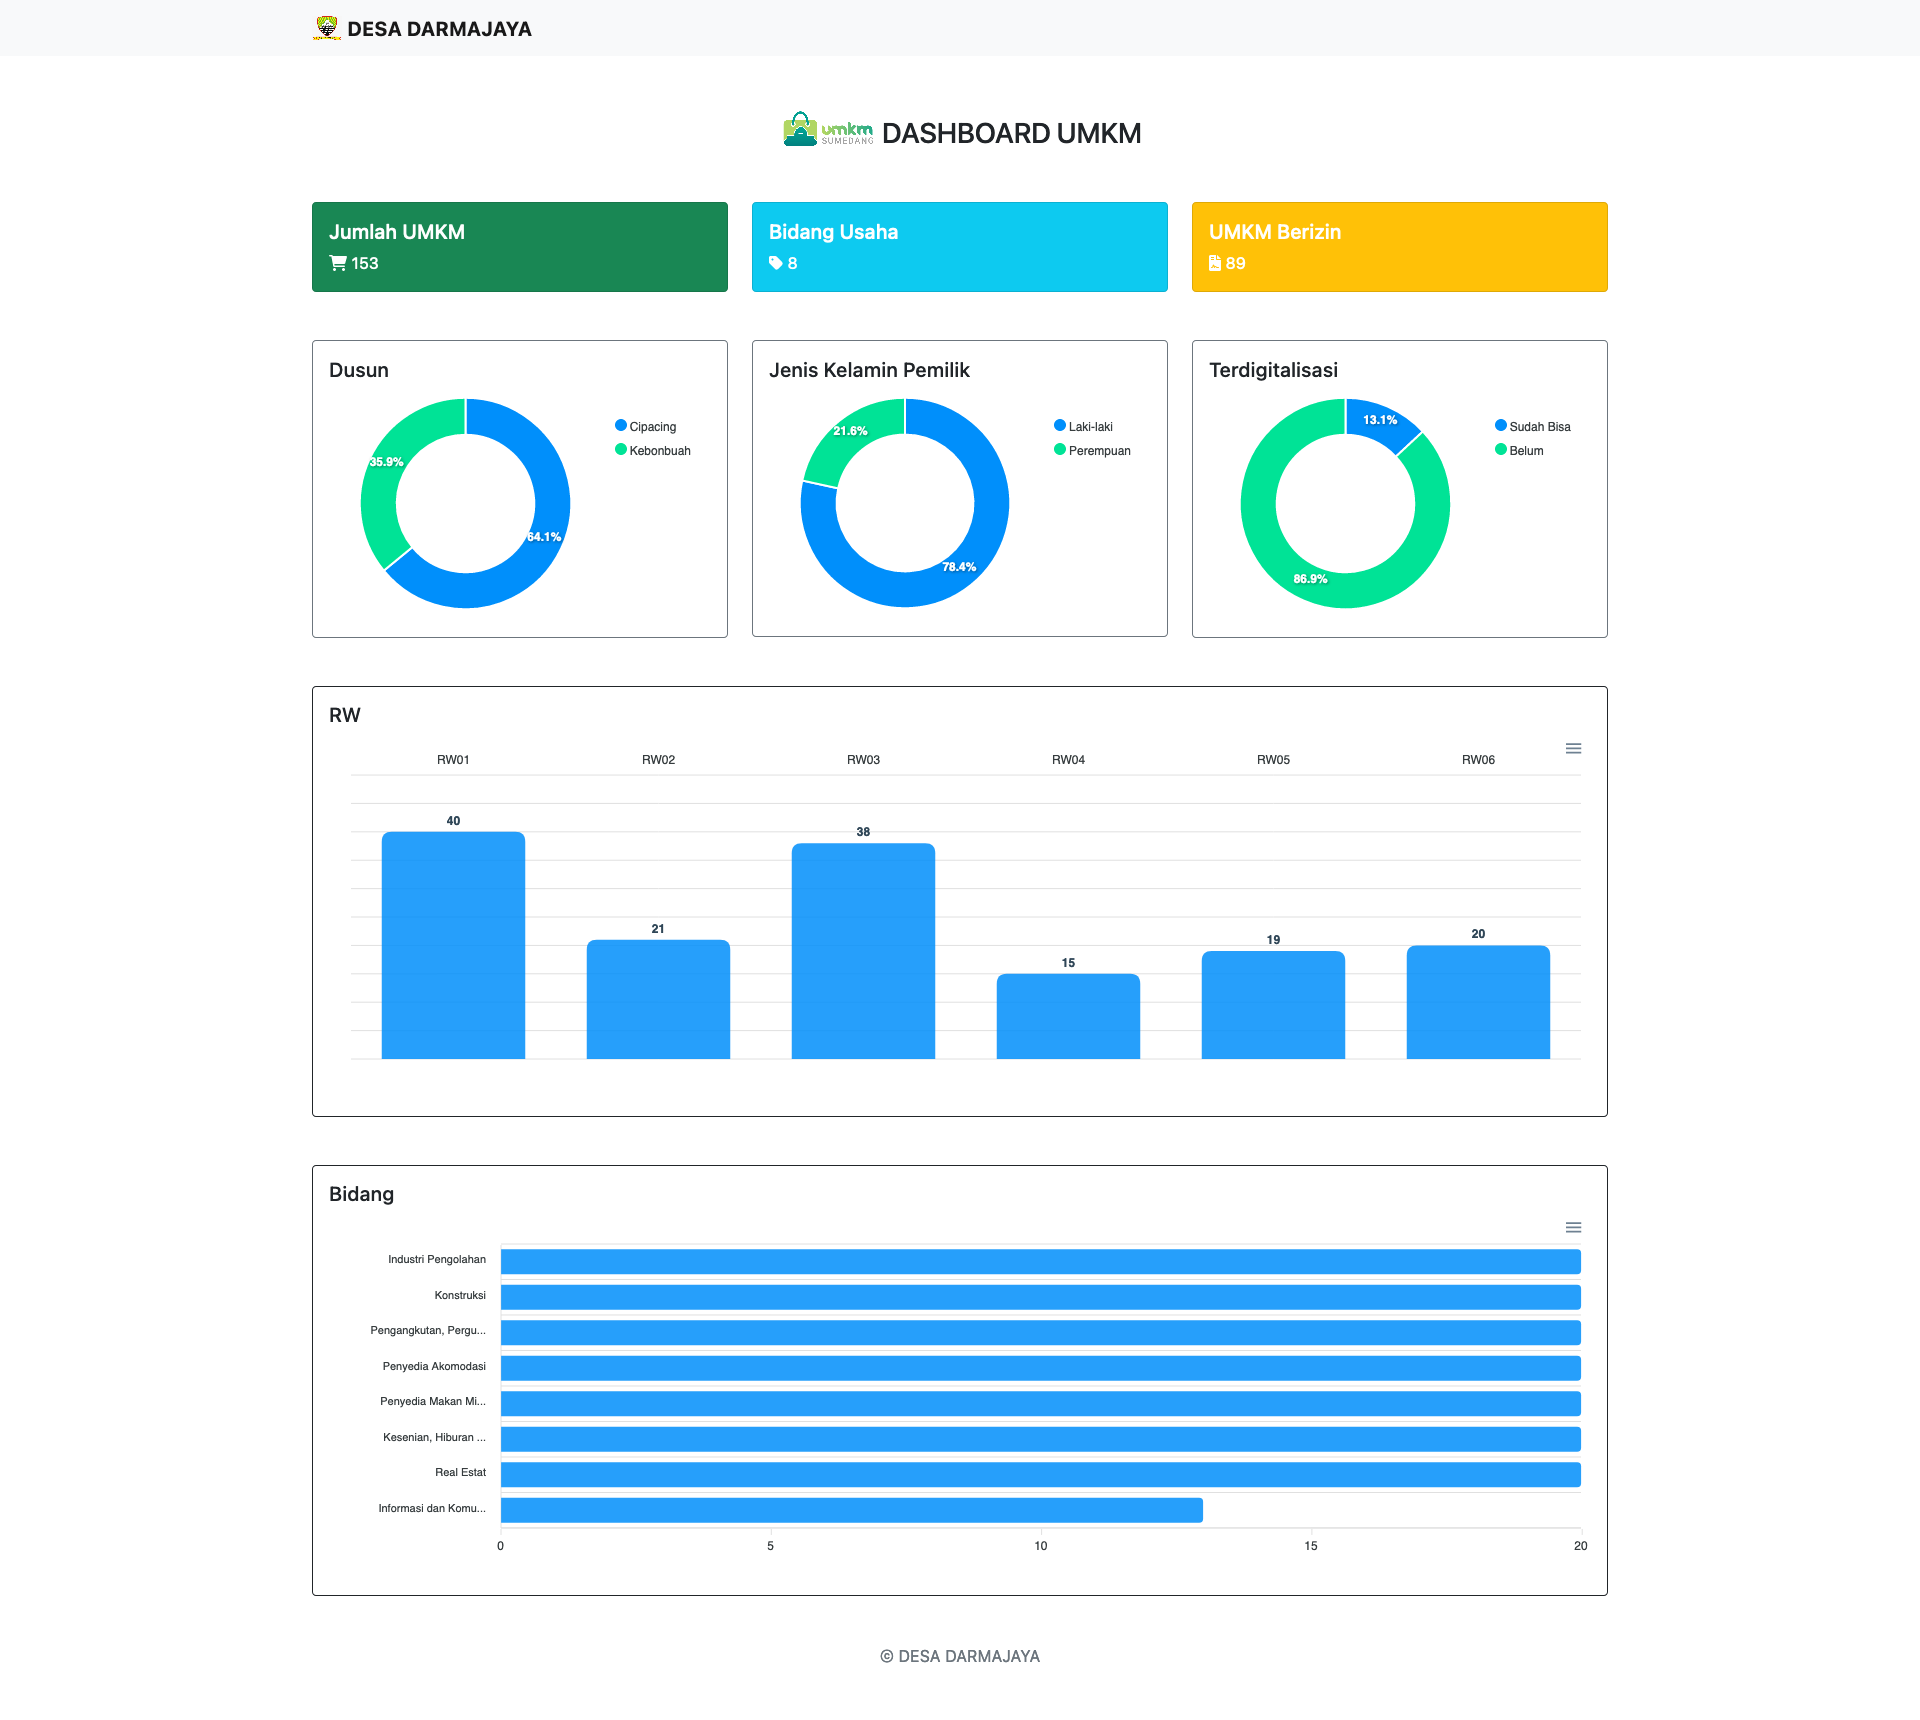 DESA DARMAJAYA
umkm
SUMEDANG
DASHBOARD UMKM
Jumlah UMKM
153
Bidang Usaha
8
UMKM Berizin
89
Dusun
Cipacing
Kebonbuah
35.9%
64.1%
Jenis Kelamin Pemilik
Laki-laki
Perempuan
21.6%
78.4%
Terdigitalisasi
13.1%
Sudah Bisa
Belum
86.9%
RW
RW01 RW02 RW03 RW04 RW05 RW06
40 21 38 15 19 20
Bidang
Industri Pengolahan
Konstruksi
Pengangkutan, Pergu...
Penyedia Akomodasi
Penyedia Makan Mi...
Kesenian, Hiburan ...
Real Estat
Informasi dan Komu...
0 5 10 15 20
© DESA DARMAJAYA